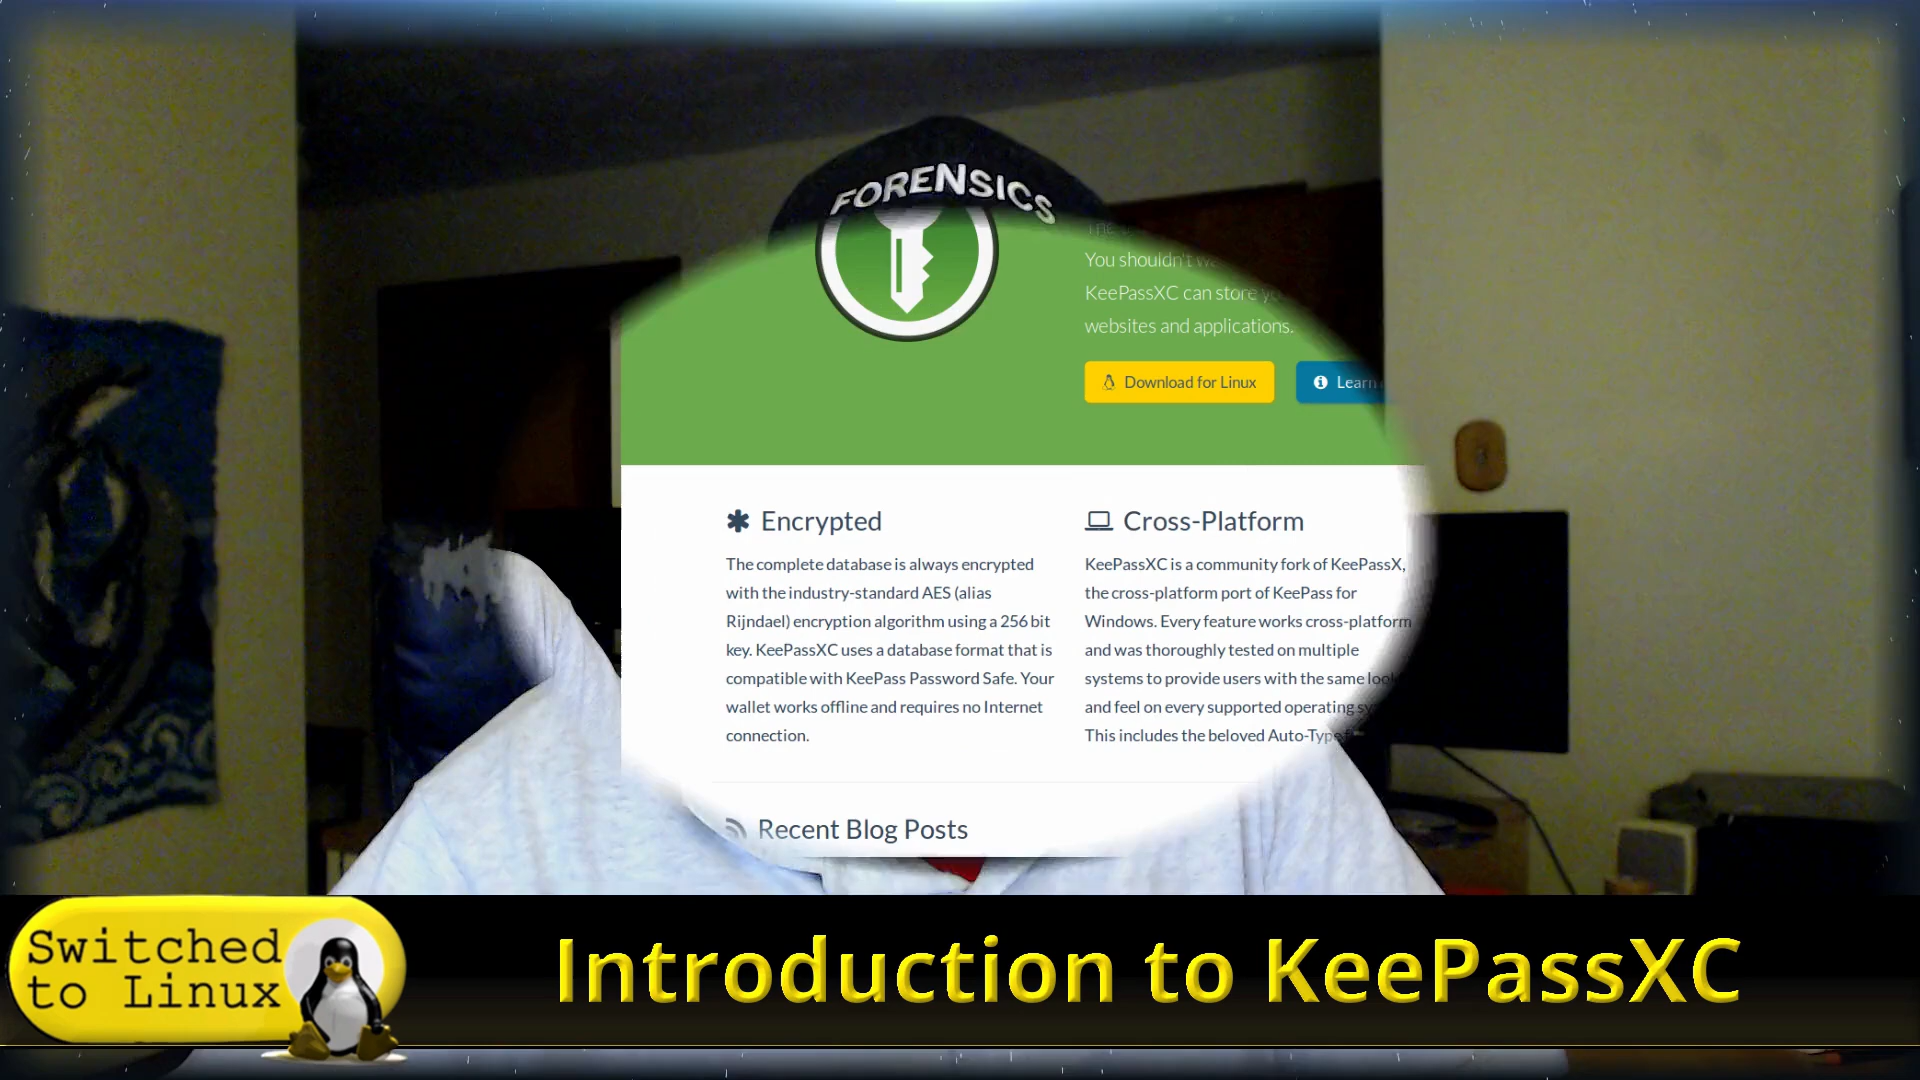 FORENSICS
You shouldn't
KeePassXC can store
websites and applications.
Download for Linux
Learn
Encrypted
The complete database is always encrypted
with the industry-standard AES (alias
Rijndael) encryption algorithm using a 256 bit
key. KeePassXC uses a database format that is
compatible with KeePass Password Safe. Your
wallet works offline and requires no Internet
connection.
Cross-Platform
KeePassXC is a community fork of KeePassX,
the cross-platform port of KeePass for
Windows. Every feature works cross-platform
and was thoroughly tested on multiple
systems to provide users with the same look
and feel on every supported operating
This includes the beloved Auto-Type
Recent Blog Posts
Switched
to Linux
Introduction to KeePassXC